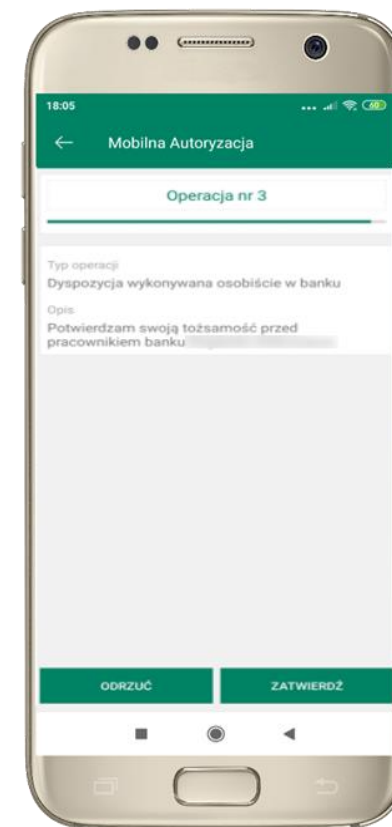 18:05
60
Mobilna Autoryzacja
Operacja nr 3
Typ operacji
Dyspozycja wykonywana osobiście w banku
Opis
Potwierdzam swoją tożsamość przed
pracownikiem banku
ODRZUĆ
ZATWIERDŹ